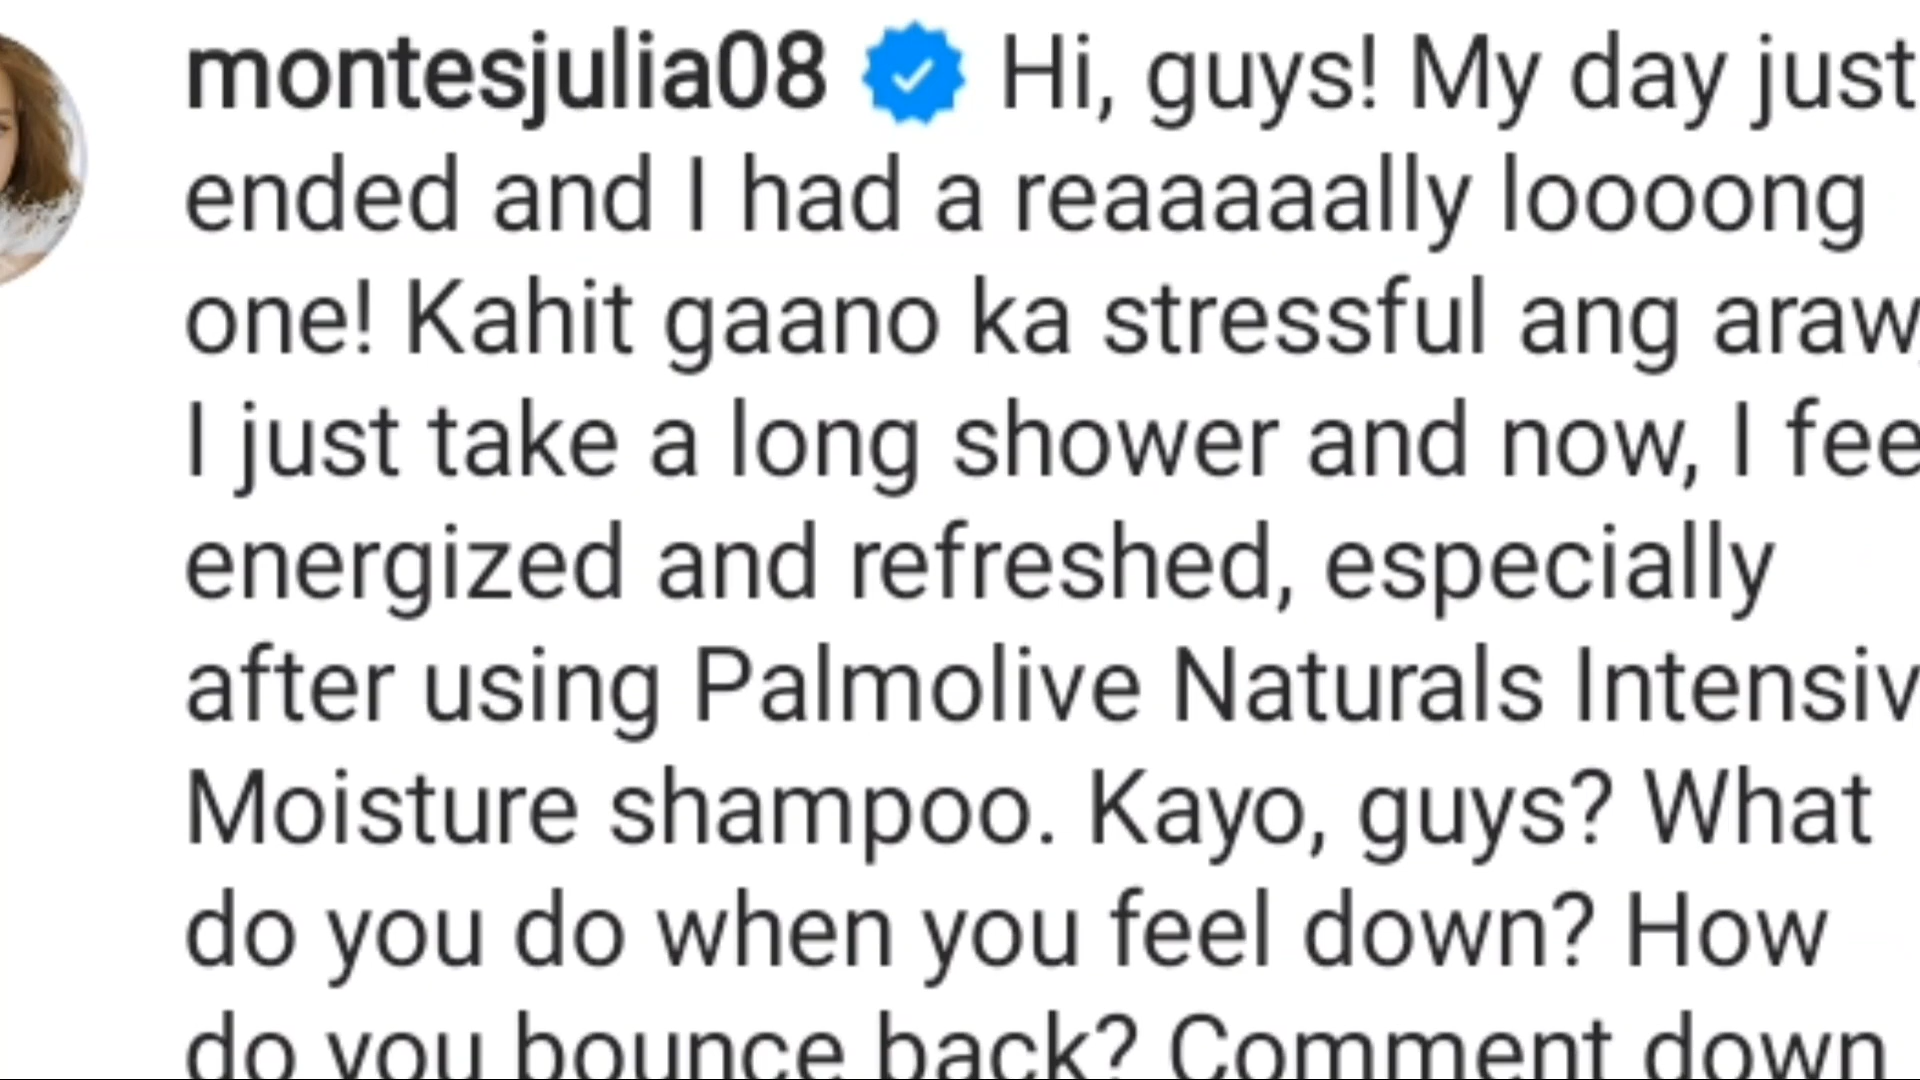 montesjulia08 Hi, guys! My day just
ended and I had a reaaaaaally loooong
one! Kahit gaano ka stressful ang araw,
I just take a long shower and now, I fee
energized and refreshed, especially
after using Palmolive Naturals Intensiv
Moisture shampoo. Kayo, guys? What
do you do when you feel down? How
do you bounce back? Comment down